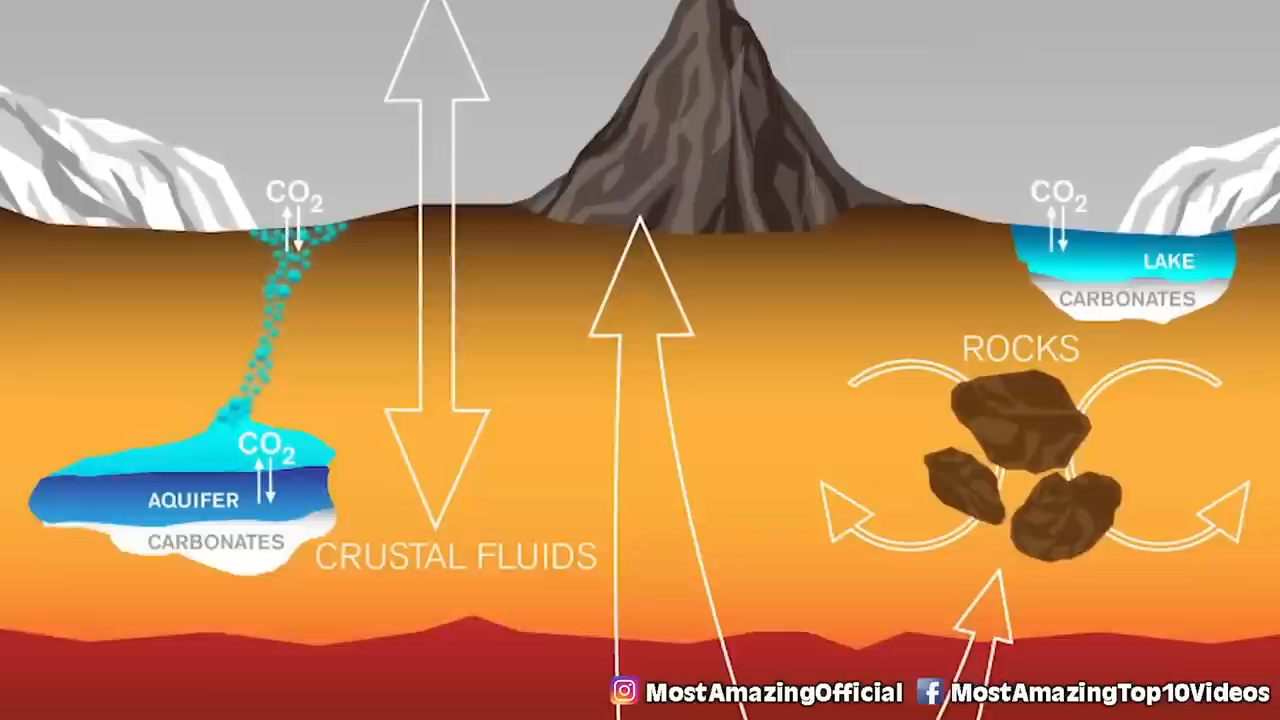 CO₂
CO₂
LAKE
CARBONATES
ROCKS
CO₂
AQUIFER
CARBONATES
CRUSTAL FLUIDS
MostAmazingOfficial
MostAmazingTop10Videos